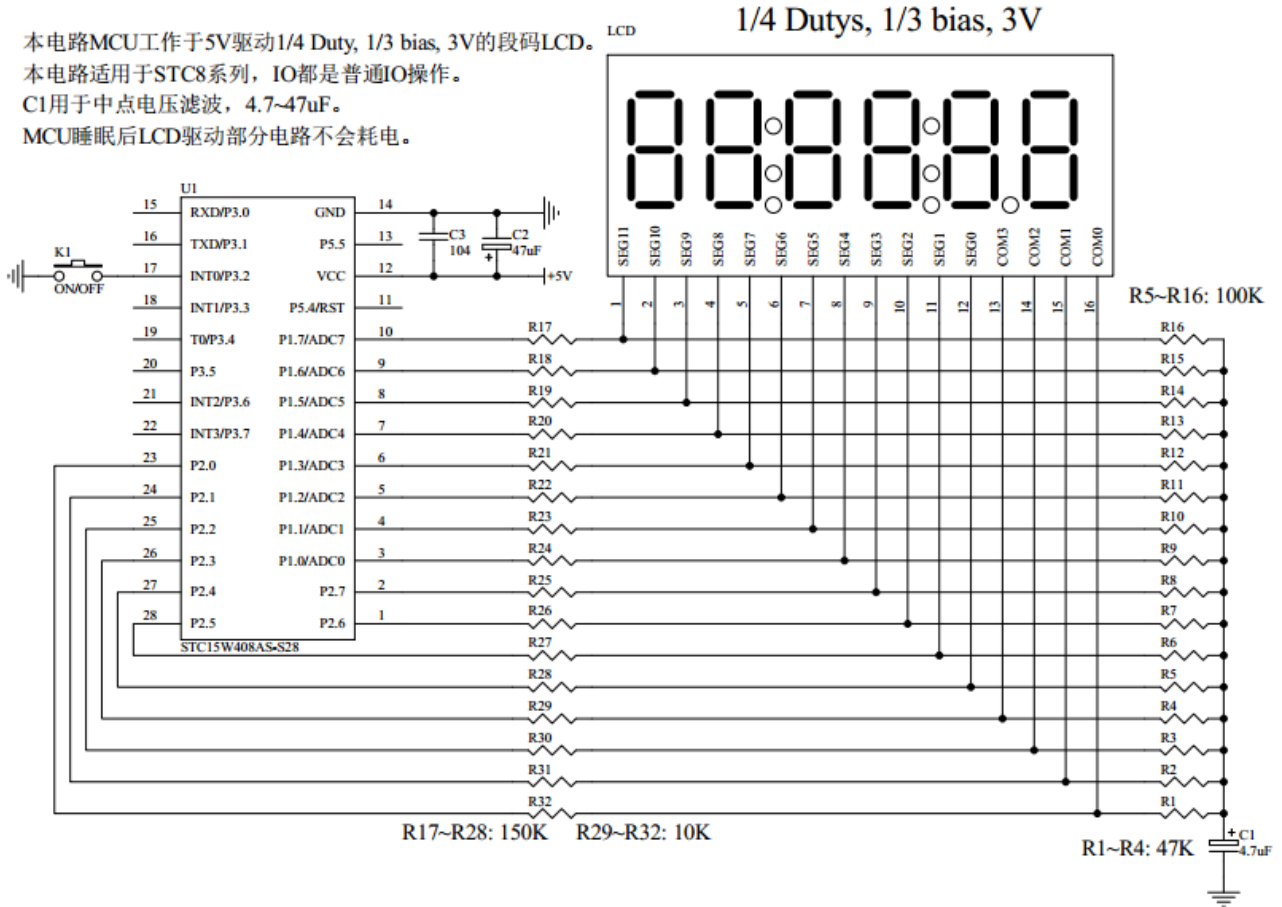 1/4 Dutys, 1/3 bias, 3V
本电路MCU工作于5V驱动1/4 Duty, 1/3 bias, 3V的段码LCD。
本电路适用于STC8系列，IO都是普通IO操作。
C1用于中点电压滤波，4.7~47uF。
MCU睡眠后LCD驱动部分电路不会耗电。
LCD
SEG11 SEG10 SEG9 SEG8 SEG7 SEG6 SEG5 SEG4 SEG3 SEG2 SEG1 SEG0 COM3 COM2 COM1 COM0
1 2 3 4 5 6 7 8 9 10 11 12 13 14 15 16
U1
15 RXD/P3.0 GND 14
16 TXD/P3.1 P5.5 13
17 INT0/P3.2 VCC 12
18 INT1/P3.3 P5.4/RST 11
19 T0/P3.4 P1.7/ADC7 10
20 P3.5 P1.6/ADC6 9
21 INT2/P3.6 P1.5/ADC5 8
22 INT3/P3.7 P1.4/ADC4 7
23 P2.0 P1.3/ADC3 6
24 P2.1 P1.2/ADC2 5
25 P2.2 P1.1/ADC1 4
26 P2.3 P1.0/ADC0 3
27 P2.4 P2.7 2
28 P2.5 P2.6 1
STC15W408AS-S28
K1
ON/OFF
C3
104
C2
+
47uF
+5V
R5~R16: 100K
R17 R16
R18 R15
R19 R14
R20 R13
R21 R12
R22 R11
R23 R10
R24 R9
R25 R8
R26 R7
R27 R6
R28 R5
R29 R4
R30 R3
R31 R2
R32 R1
R17~R28: 150K R29~R32: 10K
R1~R4: 47K
+ C1
4.7uF